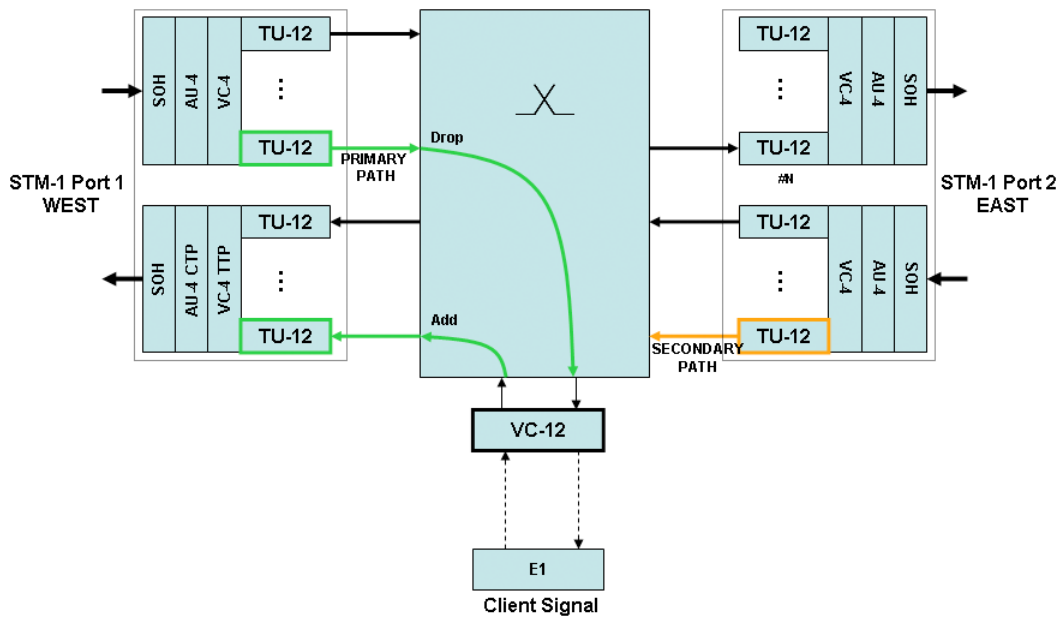 TU-12
SOH
AU-4
VC-4
⋮
TU-12
Drop
PRIMARY
PATH
STM-1 Port 1
WEST
TU-12
SOH
AU-4 CTP
VC-4 TTP
⋮
TU-12
Add
TU-12
VC-4
AU-4
SOH
⋮
TU-12
#N
STM-1 Port 2
EAST
TU-12
VC-4
AU-4
SOH
⋮
TU-12
SECONDARY
PATH
VC-12
E1
Client Signal